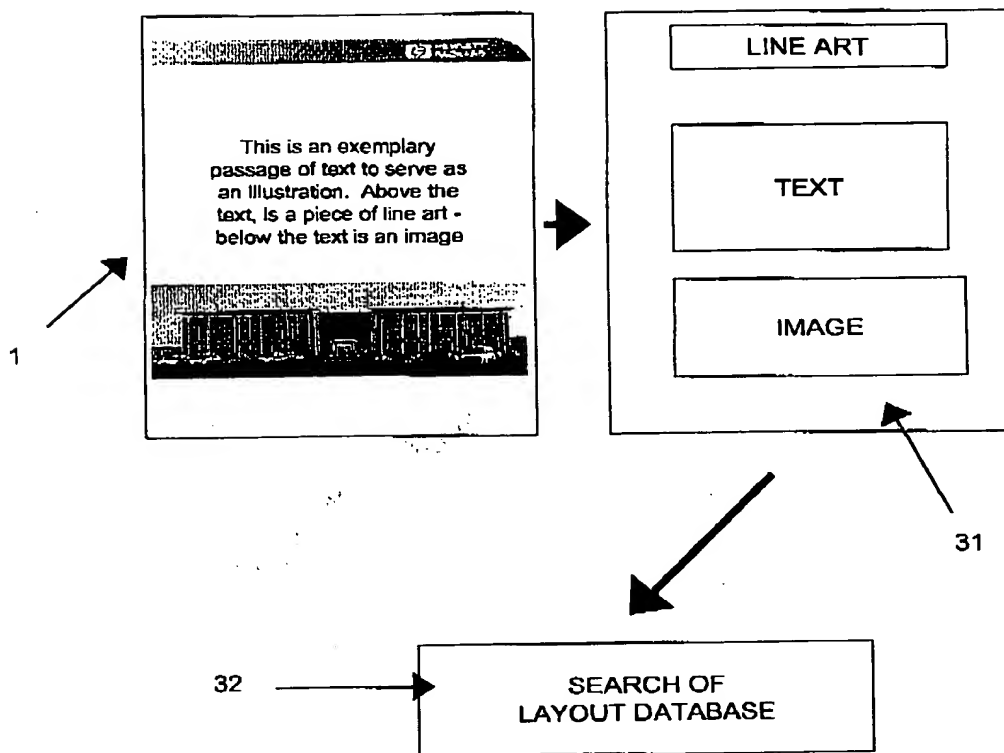 This is an exemplary
passage of text to serve as
an illustration. Above the
text, is a piece of line art -
below the text is an image
1
LINE ART
TEXT
IMAGE
31
32
SEARCH OF
LAYOUT DATABASE